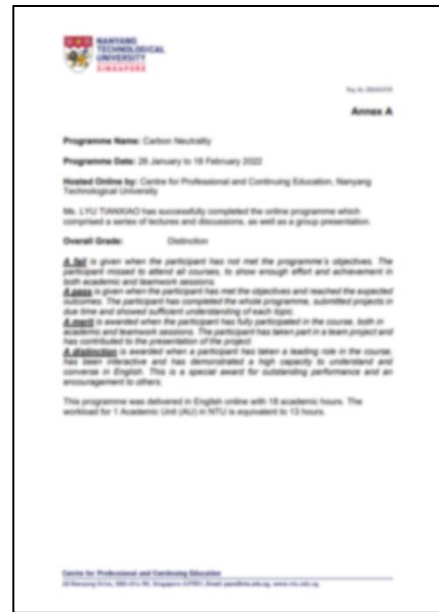 NANYANG
TECHNOLOGICAL
UNIVERSITY
SINGAPORE
Annex A
Programme Name: Carbon Neutrality
Programme Date: 26 January to 18 February 2022
Hosted Online by: Centre for Professional and Continuing Education, Nanyang
Technological University
Ms. LYU TIANXIAO has successfully completed the online programme which
comprised a series of lectures and discussions, as well as a group presentation.
Overall Grade: Distinction
A fail is given when the participant has not met the programme's objectives. The
participant missed to attend all courses, to show enough effort and achievement in
both academic and teamwork sessions.
A pass is given when the participant has met the objectives and reached the expected
outcomes. The participant has completed the whole programme, submitted projects in
due time and showed sufficient understanding of each topic.
A merit is awarded when the participant has fully participated in the course, both in
academic and teamwork sessions. The participant has taken part in a team project and
has contributed to the presentation of the project.
A distinction is awarded when a participant has taken a leading role in the course,
has been interactive and has demonstrated a high capacity to understand and
converse in English. This is a special award for outstanding performance and an
encouragement to others.
This programme was delivered in English online with 18 academic hours. The
workload for 1 Academic Unit (AU) in NTU is equivalent to 13 hours.
Centre for Professional and Continuing Education